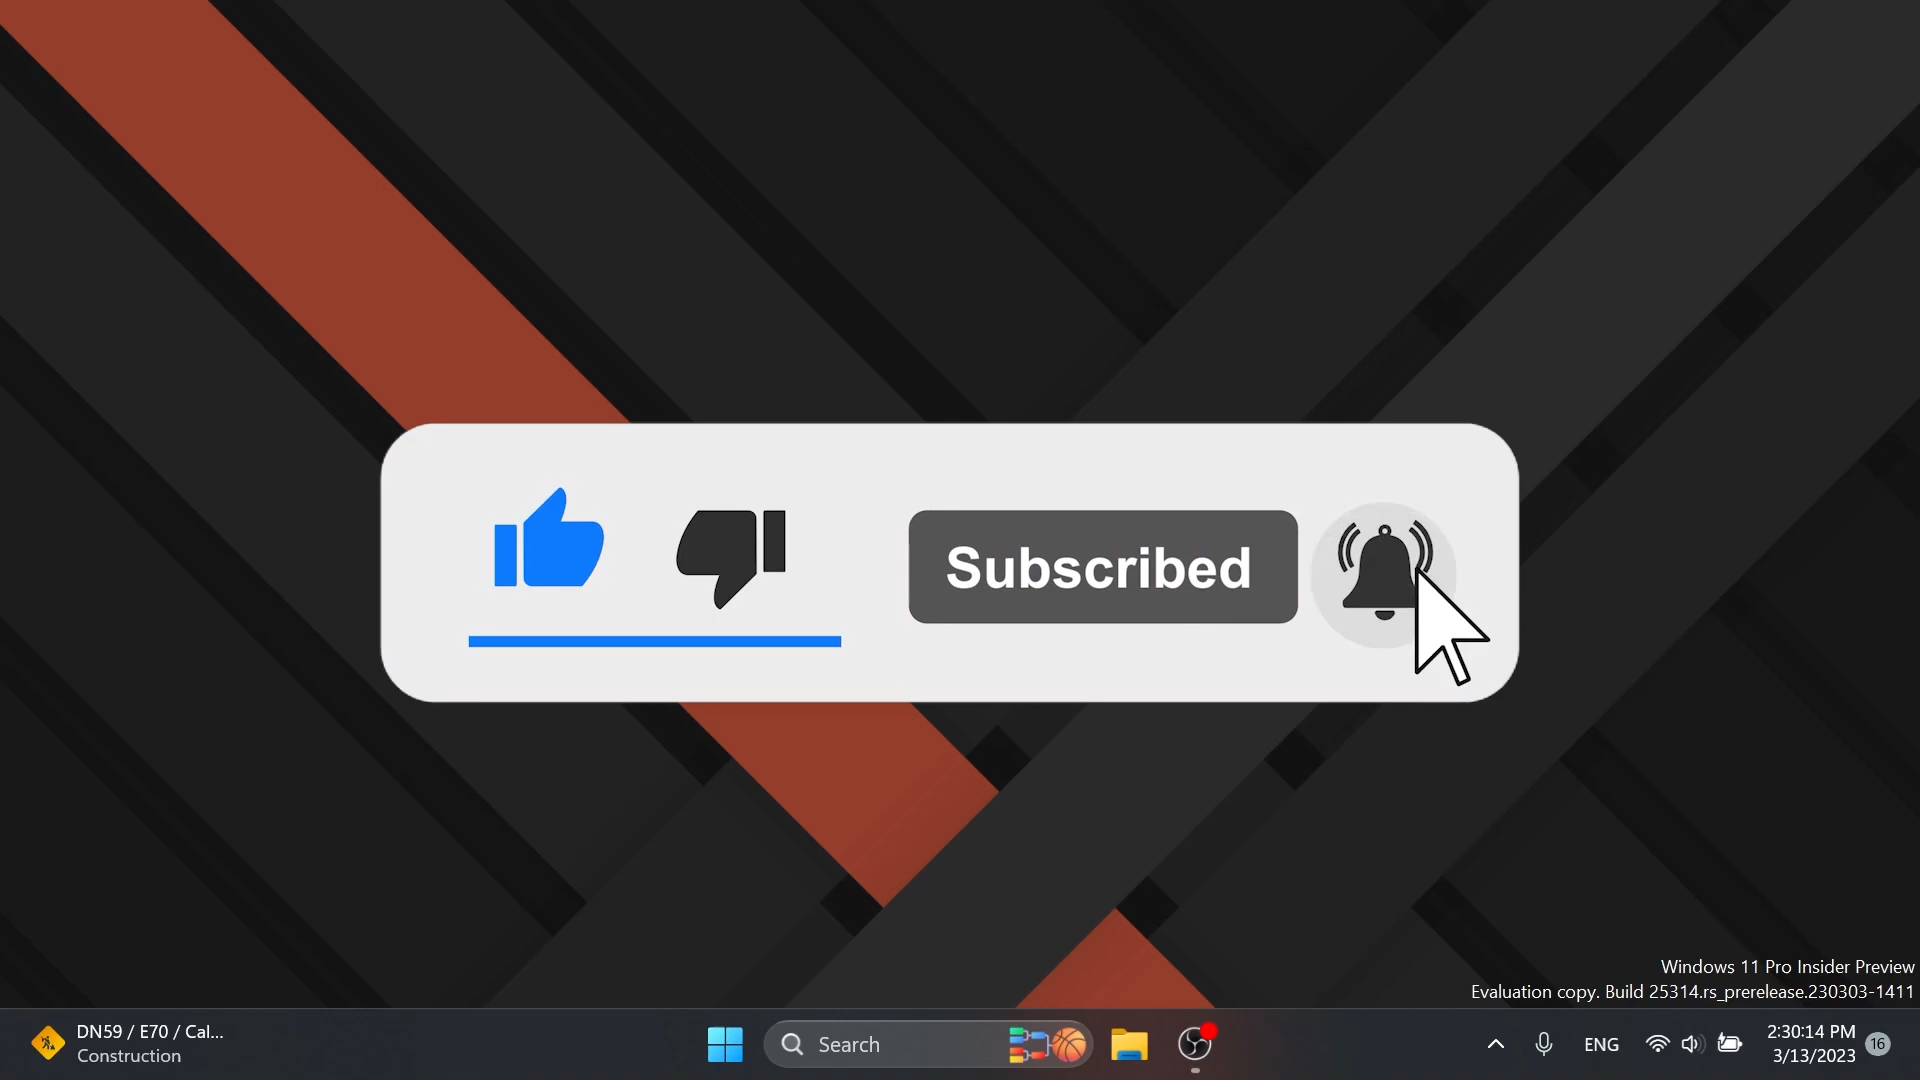 Subscribed
Windows 11 Pro Insider Preview
Evaluation copy. Build 25314.rs_prerelease.230303-1411
DN59 / E70 / Cal...
Construction
Search
ENG
2:30:14 PM
3/13/2023
16